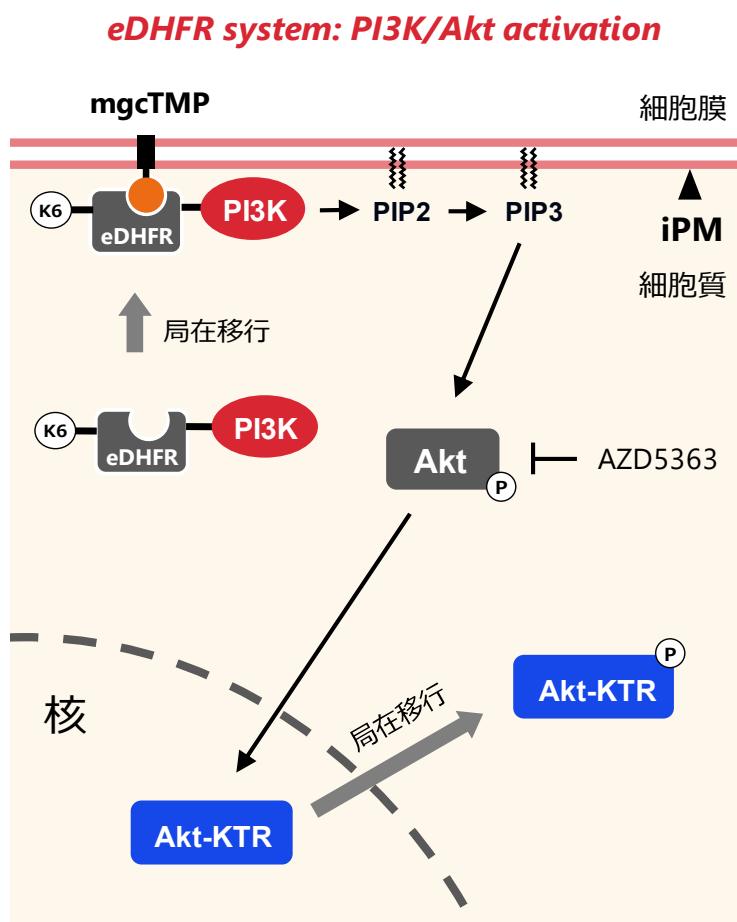 eDHFR system: PI3K/Akt activation
mgcTMP
細胞膜
K6
eDHFR
PI3K
PIP2
PIP3
iPM
細胞質
局在移行
K6
eDHFR
PI3K
Akt
P
AZD5363
核
局在移行
P
Akt-KTR
Akt-KTR